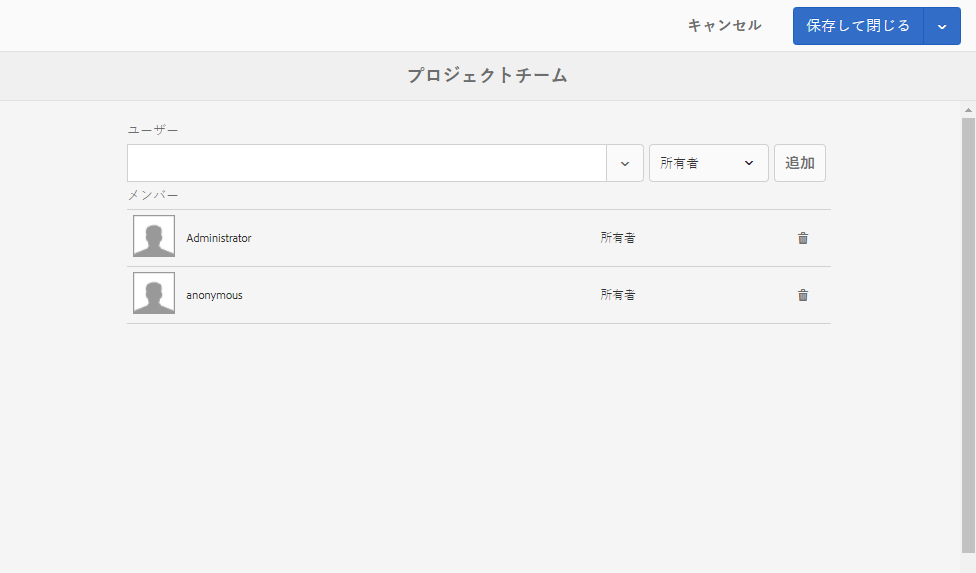 キャンセル 保存して閉じる
プロジェクトチーム
ユーザー
所有者 追加
メンバー
Administrator 所有者
anonymous 所有者